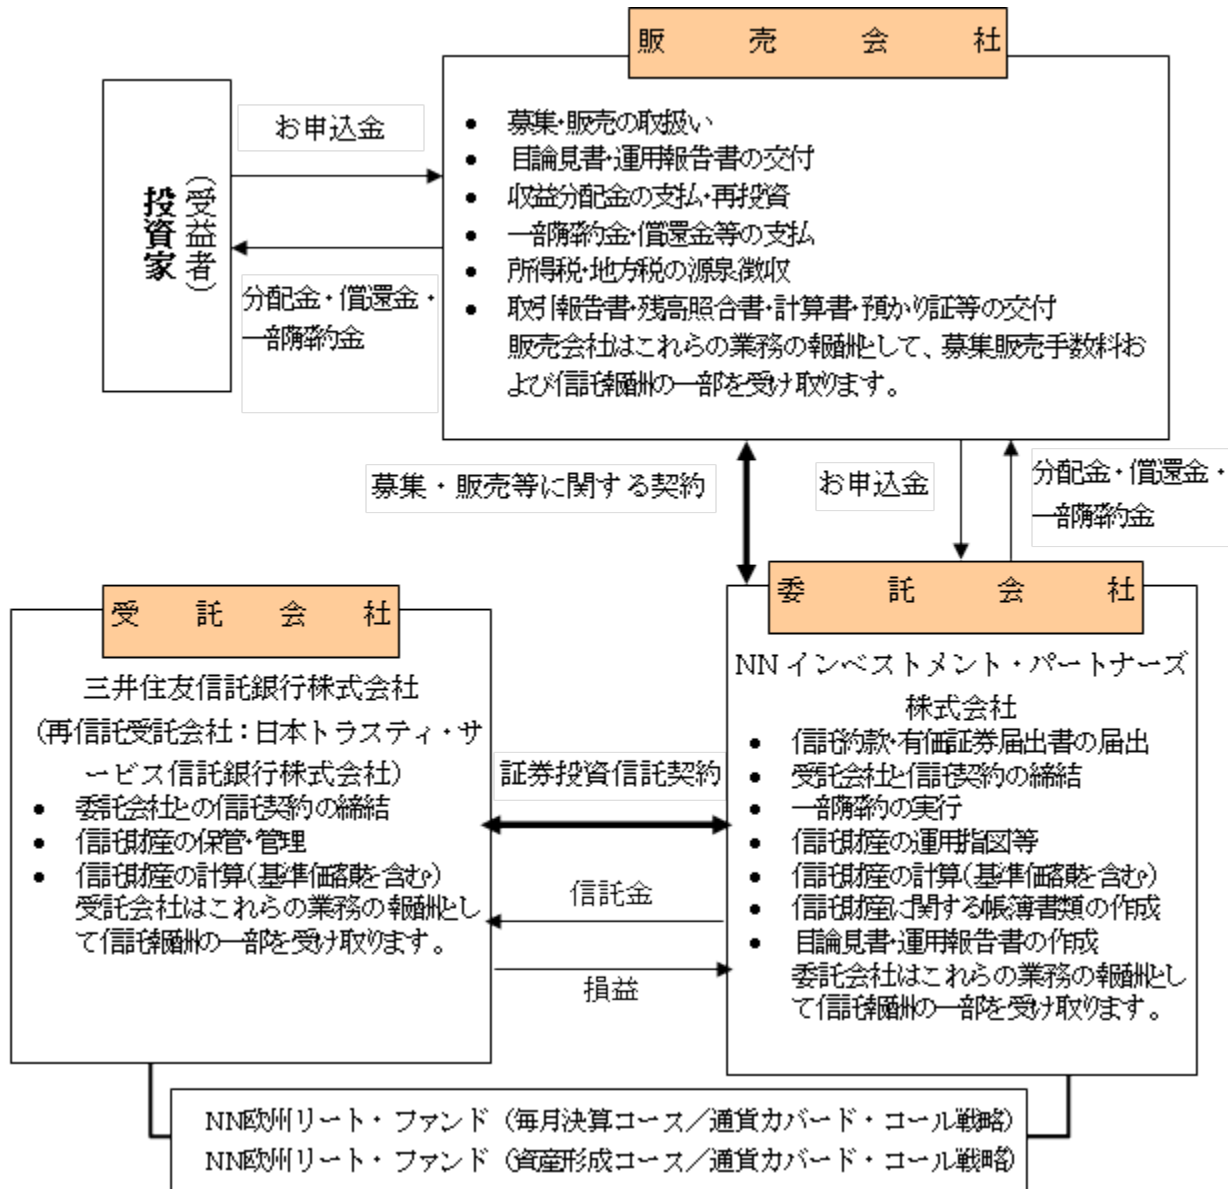 販売会社
投資家
(受益者)
お申込金
分配金・償還金・
一部解約金
● 募集・販売の取扱い
● 目論見書・運用報告書の交付
● 収益分配金の支払・再投資
● 一部解約金・償還金等の支払
● 所得税・地方税の源泉徴収
● 取引報告書・残高照合書・計算書・預かり証等の交付
販売会社はこれらの業務の報酬として、募集販売手数料お
よび信託報酬の一部を受け取ります。
募集・販売等に関する契約
お申込金
分配金・償還金・
一部解約金
受託会社
三井住友信託銀行株式会社
(再信託受託会社：日本トラスティ・サ
ービス信託銀行株式会社)
● 委託会社との信託契約の締結
● 信託財産の保管・管理
● 信託財産の計算(基準価額を含む)
受託会社はこれらの業務の報酬とし
て信託報酬の一部を受け取ります。
証券投資信託契約
信託金
損益
委託会社
NNインベストメント・パートナーズ
株式会社
● 信託約款・有価証券届出書の届出
● 受託会社と信託契約の締結
● 一部解約の実行
● 信託財産の運用指図等
● 信託財産の計算(基準価額を含む)
● 信託財産に関する帳簿書類の作成
● 目論見書・運用報告書の作成
委託会社はこれらの業務の報酬とし
て信託報酬の一部を受け取ります。
NN欧州リート・ファンド（毎月決算コース／通貨カバード・コール戦略）
NN欧州リート・ファンド（資産形成コース／通貨カバード・コール戦略）